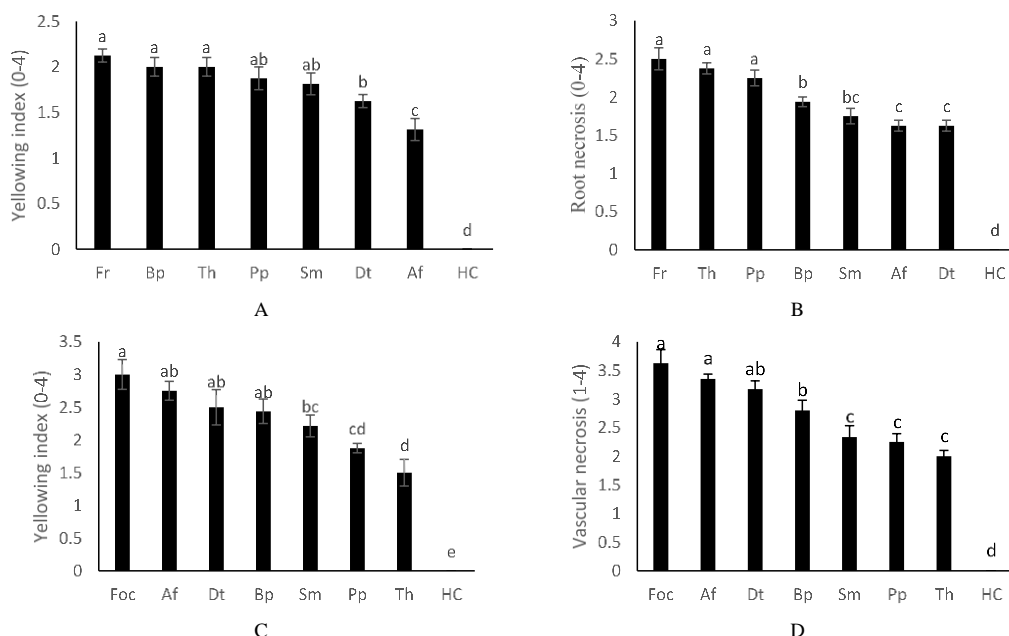 2.5
2
1.5
1
0.5
0
Yellowing index (0-4)
a
a
a
ab
ab
b
c
d
Fr Bp Th Pp Sm Dt Af HC
A
3
2.5
2
1.5
1
0.5
0
Root necrosis (0-4)
a
a
a
b
bc
c
c
d
Fr Th Pp Bp Sm Af Dt HC
B
3.5
3
2.5
2
1.5
1
0.5
0
Yellowing index (0-4)
a
ab
ab
ab
bc
cd
d
e
Foc Af Dt Bp Sm Pp Th HC
C
4
3.5
3
2.5
2
1.5
1
0.5
0
Vascular necrosis (1-4)
a
a
ab
b
c
c
c
d
Foc Af Dt Bp Sm Pp Th HC
D